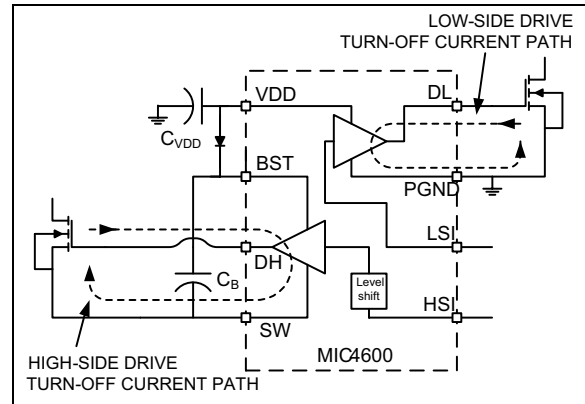 LOW-SIDE DRIVE
TURN-OFF CURRENT PATH
VDD
DL
CVDD
BST
PGND
LSI
DH
CB
Level
shift
HSI
SW
MIC4600
HIGH-SIDE DRIVE
TURN-OFF CURRENT PATH